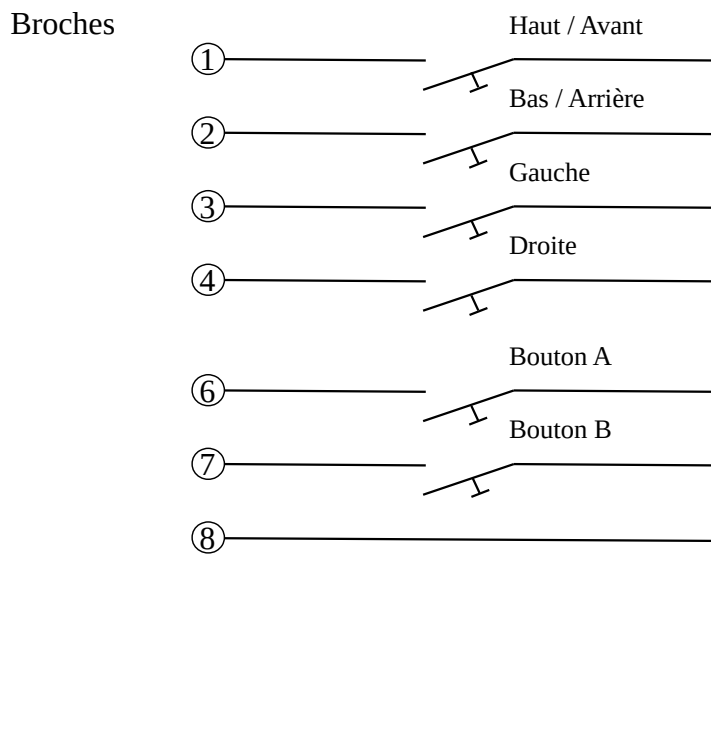 Broches
Haut / Avant
1
Bas / Arrière
2
Gauche
3
Droite
4
Bouton A
6
Bouton B
7
8